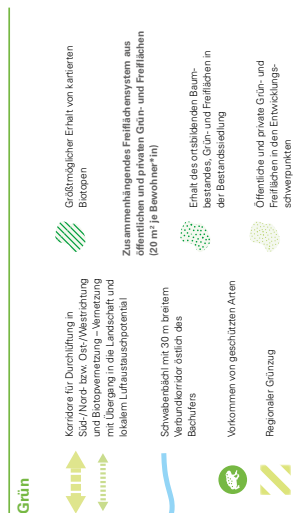 Grün
Korridore für Durchlüftung in
Süd-/Nord- bzw. Ost-/Westrichtung
und Biotopvernetzung – Vernetzung
mit Übergang in die Landschaft und
lokalem Luftaustauschpotential
Schwabenbächl mit 30 m breitem
Verbundkorridor östlich des
Bachufers
Vorkommen von geschützten Arten
Regionaler Grünzug
Größtmöglicher Erhalt von kartierten
Biotopen
Zusammenhängendes Freiflächensystem aus
öffentlichen und privaten Grün- und Freiflächen
(20 m² je Bewohner*in)
Erhalt des ortsbildenden Baum-
bestandes, Grün- und Freiflächen in
der Bestandssiedlung
Öffentliche und private Grün- und
Freiflächen in den Entwicklungs-
schwerpunkten